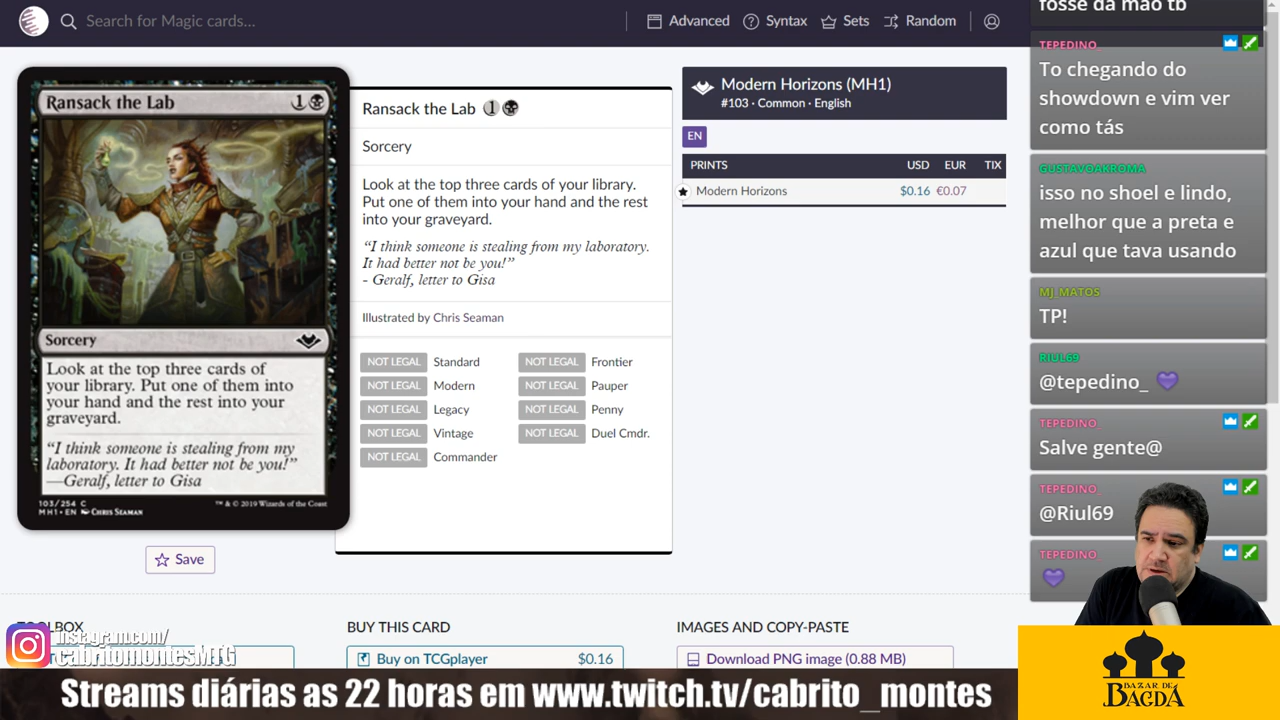 Search for Magic cards…
Advanced
Syntax
Sets
Random
Ransack the Lab 1
Sorcery
Look at the top three cards of
your library. Put one of them into
your hand and the rest into your
graveyard.
“I think someone is stealing from my
laboratory. It had better not be you!”
—Geralf, letter to Gisa
103/254 C
MH1 • EN CHRIS SEAMAN
™ & © 2019 Wizards of the Coast
Save
Ransack the Lab 1
Sorcery
Look at the top three cards of your library.
Put one of them into your hand and the rest
into your graveyard.
“I think someone is stealing from my laboratory.
It had better not be you!”
- Geralf, letter to Gisa
Illustrated by Chris Seaman
NOT LEGAL Standard
NOT LEGAL Frontier
NOT LEGAL Modern
NOT LEGAL Pauper
NOT LEGAL Legacy
NOT LEGAL Penny
NOT LEGAL Vintage
NOT LEGAL Duel Cmdr.
NOT LEGAL Commander
Modern Horizons (MH1)
#103 · Common · English
EN
PRINTS USD EUR TIX
Modern Horizons $0.16 €0.07
fosse da mão tb
TEPEDINO_
To chegando do
showdown e vim ver
como tás
GUSTAVOAKROMA
isso no shoel e lindo,
melhor que a preta e
azul que tava usando
MJ_MATOS
TP!
RIUL69
@tepedino_
TEPEDINO_
Salve gente@
TEPEDINO_
@Riul69
TEPEDINO_
BUY THIS CARD
Buy on TCGplayer $0.16
IMAGES AND COPY-PASTE
Download PNG image (0.88 MB)
instagram.com/
cabritomontesMTG
Streams diárias as 22 horas em www.twitch.tv/cabrito_montes
BAZAR DE
BAGDÁ